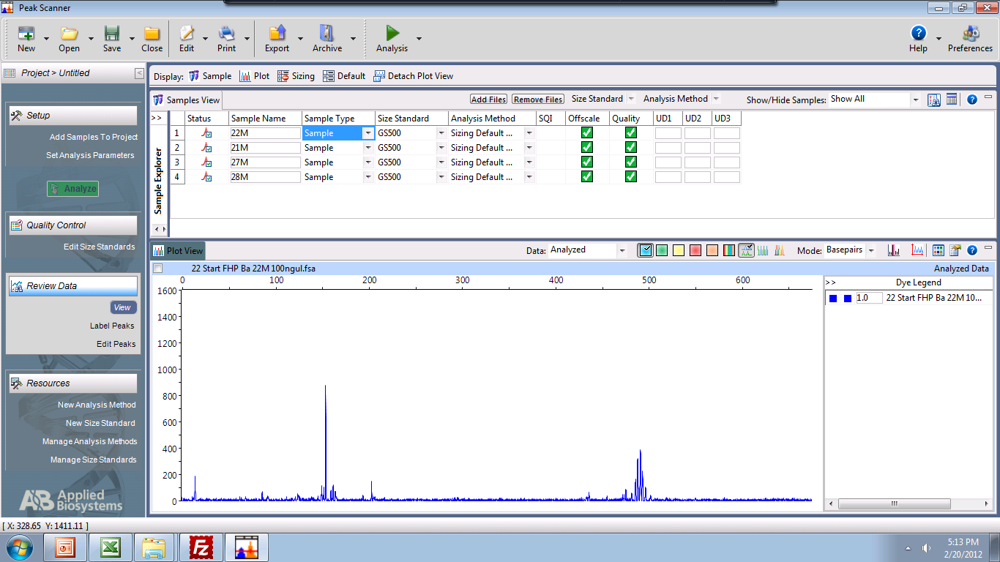 Peak Scanner
New Open Save Close Edit Print Export Archive Analysis Help Preferences
Project > Untitled <
Setup
Add Samples To Project
Set Analysis Parameters
Analyze
Quality Control
Edit Size Standards
Review Data
View
Label Peaks
Edit Peaks
Resources
New Analysis Method
New Size Standard
Manage Analysis Methods
Manage Size Standards
AB Applied Biosystems
Display: Sample Plot Sizing Default Detach Plot View
Samples View Add Files Remove Files Size Standard Analysis Method Show/Hide Samples: Show All
>> Status Sample Name Sample Type Size Standard Analysis Method SQI Offscale Quality UD1 UD2 UD3
1 22M Sample GS500 Sizing Default ...
2 21M Sample GS500 Sizing Default ...
3 27M Sample GS500 Sizing Default ...
4 28M Sample GS500 Sizing Default ...
Sample Explorer
Plot View Data: Analyzed Mode: Basepairs
22 Start FHP Ba 22M 100ngul.fsa Analyzed Data
0 100 200 300 400 500 600
1600
1400
1200
1000
800
600
400
200
0
>> Dye Legend
1.0 22 Start FHP Ba 22M 10...
[ X: 328.65 Y: 1411.11 ]
Fz
5:13 PM
2/20/2012